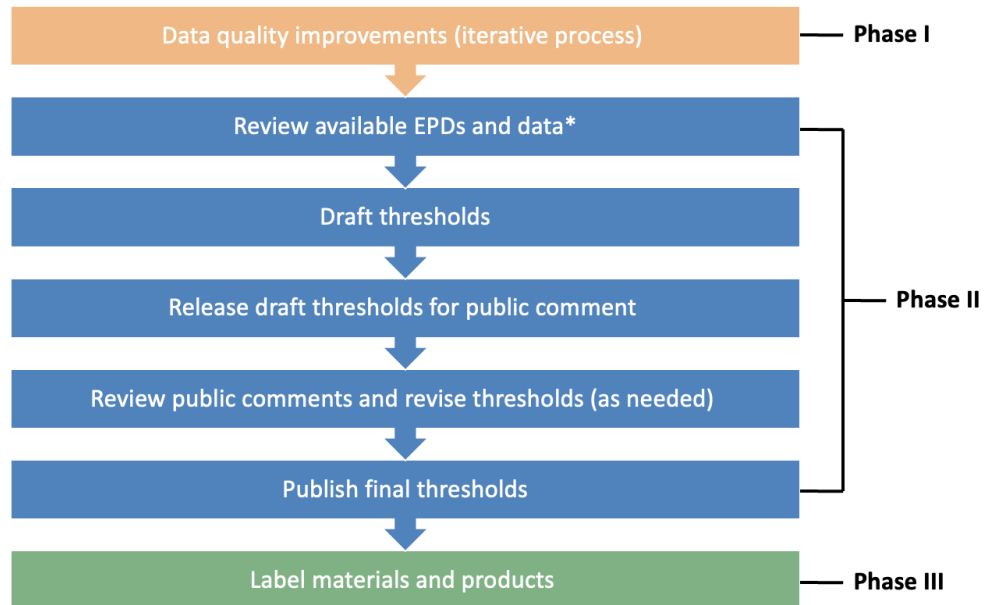 Data quality improvements (iterative process)
Phase I
Review available EPDs and data*
Draft thresholds
Release draft thresholds for public comment
Phase II
Review public comments and revise thresholds (as needed)
Publish final thresholds
Label materials and products
Phase III